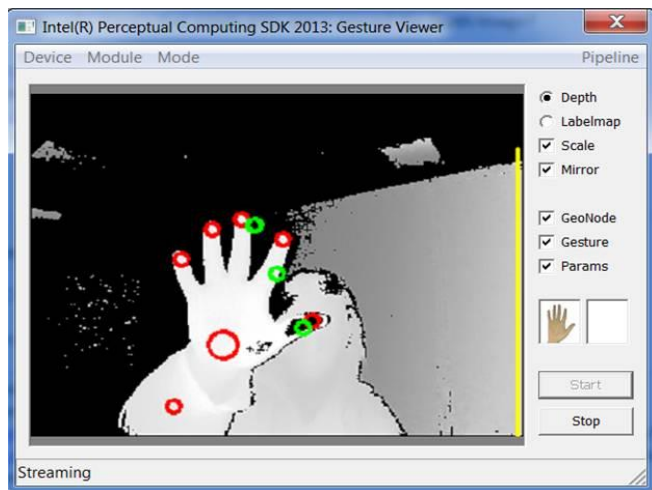 Intel(R) Perceptual Computing SDK 2013: Gesture Viewer
Device Module Mode Pipeline
Depth
Labelmap
Scale
Mirror
GeoNode
Gesture
Params
Start
Stop
Streaming